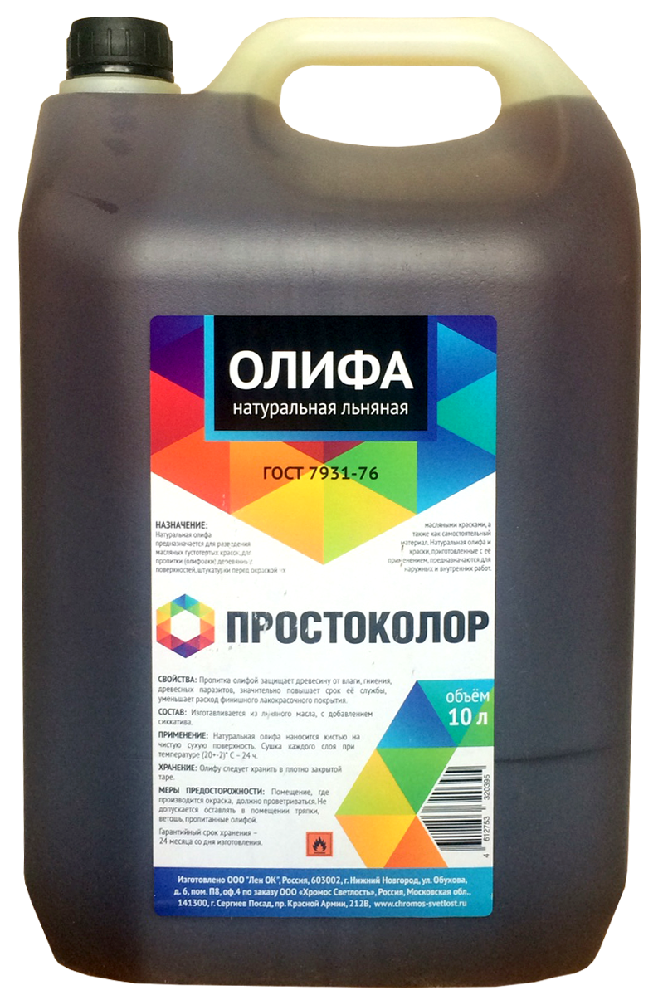 ОЛИФА
натуральная льняная
ГОСТ 7931-76
НАЗНАЧЕНИЕ:
Натуральная олифа
предназначается для разведения
масляных густотертых красок, для
пропитки (олифовки) деревянных
поверхностей, штукатурки перед окраской их
масляными красками, а
также как самостоятельный
материал. Натуральная олифа и
краски, приготовленные с её
применением, предназначаются для
наружных и внутренних работ.
ПРОСТОКОЛОР
СВОЙСТВА: Пропитка олифой защищает древесину от влаги, гниения,
древесных паразитов, значительно повышает срок её службы,
уменьшает расход финишного лакокрасочного покрытия.
СОСТАВ: Изготавливается из льняного масла, с добавлением
сиккатива.
ПРИМЕНЕНИЕ: Натуральная олифа наносится кистью на
чистую сухую поверхность. Сушка каждого слоя при
температуре (20+-2)° С – 24 ч.
ХРАНЕНИЕ: Олифу следует хранить в плотно закрытой
таре.
МЕРЫ ПРЕДОСТОРОЖНОСТИ: Помещение, где
производится окраска, должно проветриваться. Не
допускается оставлять в помещении тряпки,
ветошь, пропитанные олифой.
Гарантийный срок хранения –
24 месяца со дня изготовления.
объём
10 л
4 612753 320395
Изготовлено ООО "Лен ОК", Россия, 603002, г. Нижний Новгород, ул. Обухова,
д. 6, пом. П8, оф.4 по заказу ООО «Хромос Светлость», Россия, Московская обл.,
141300, г. Сергиев Посад, пр. Красной Армии, 212В, www.chromos-svetlost.ru